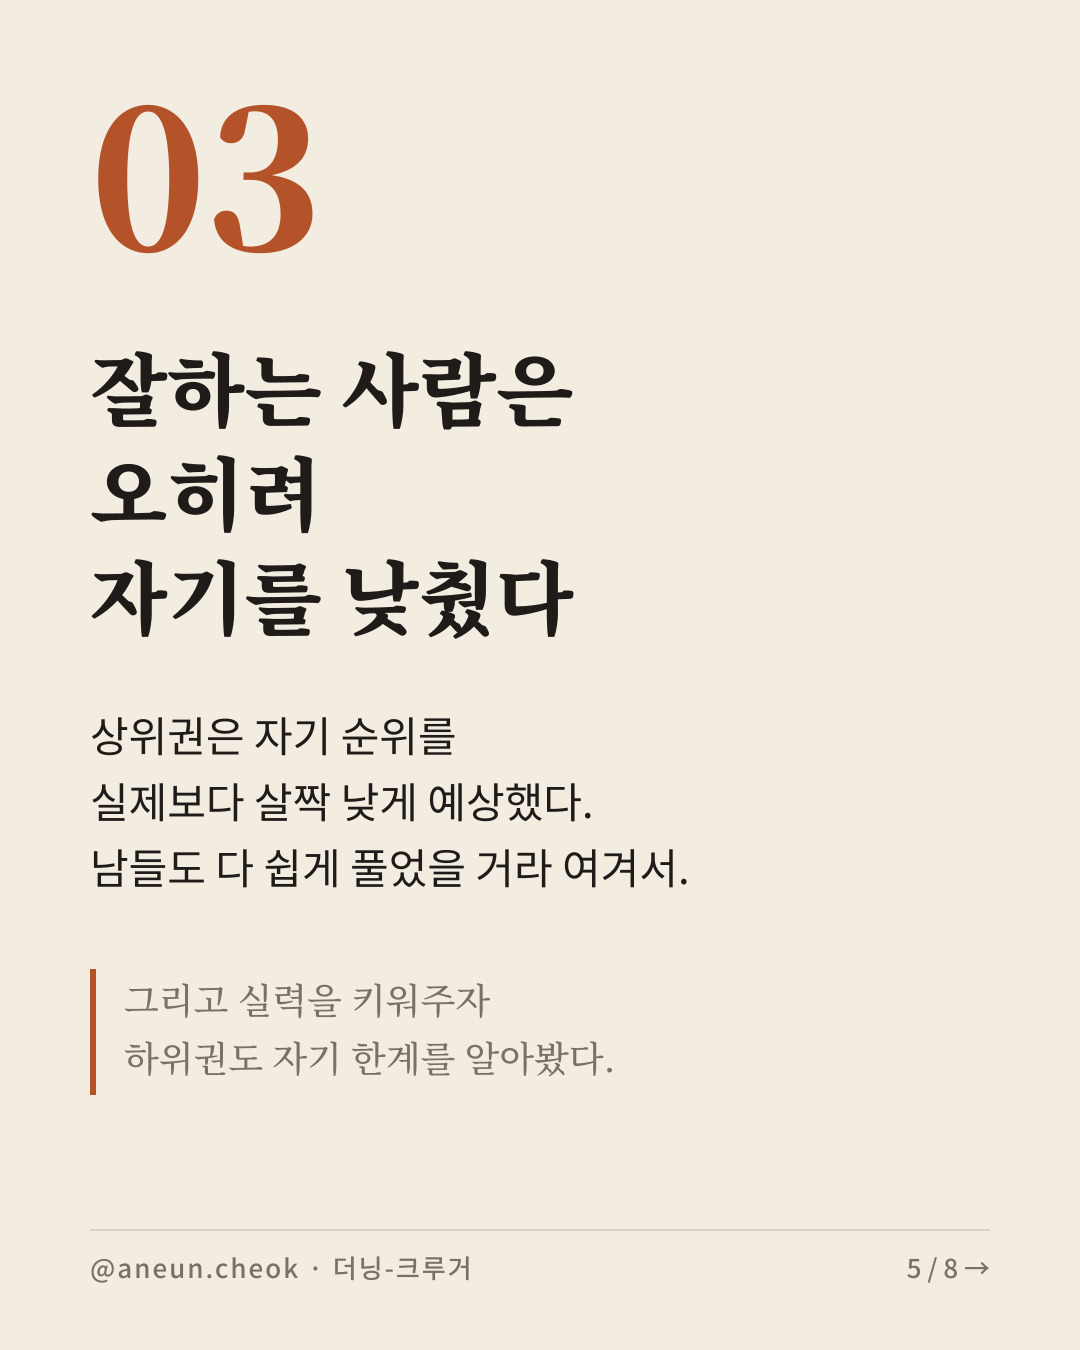 03
잘하는 사람은
오히려
자기를 낮췄다
상위권은 자기 순위를
실제보다 살짝 낮게 예상했다.
남들도 다 쉽게 풀었을 거라 여겨서.
그리고 실력을 키워주자
하위권도 자기 한계를 알아봤다.
@aneun.cheok · 더닝-크루거
5 / 8 →